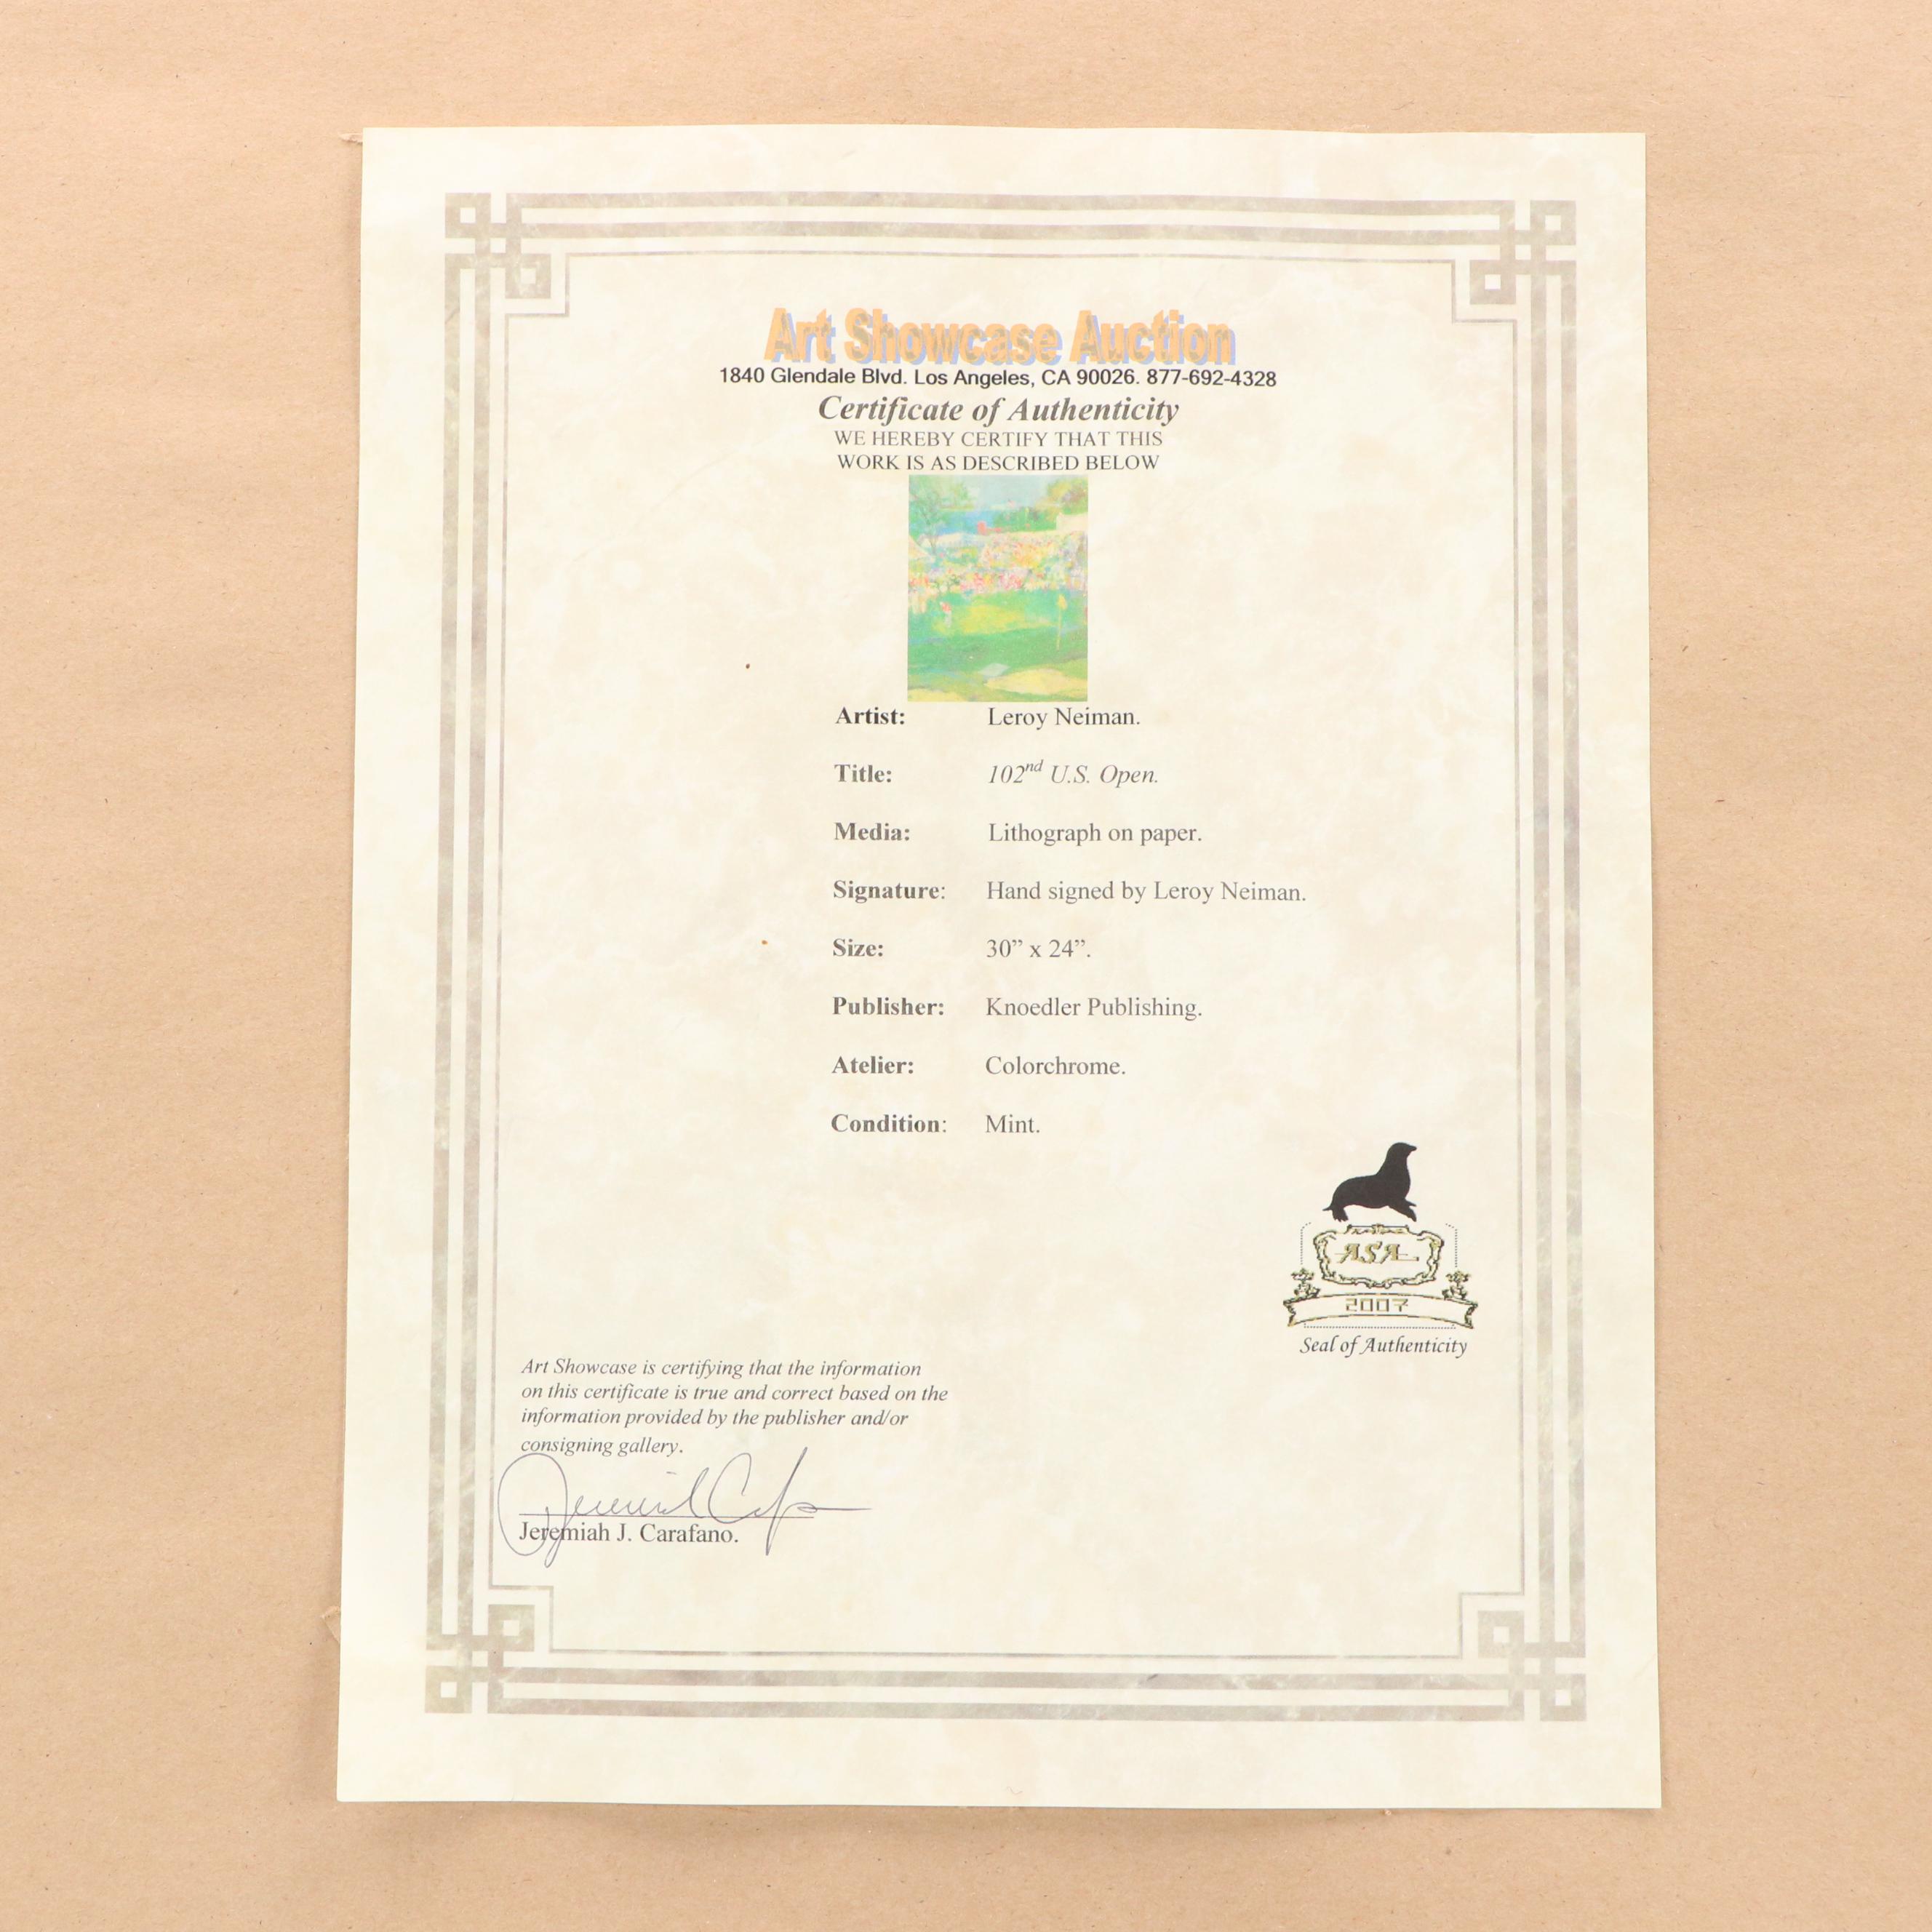 Art Showcase Auction
1840 Glendale Blvd. Los Angeles, CA 90026. 877-692-4328
Certificate of Authenticity
WE HEREBY CERTIFY THAT THIS
WORK IS AS DESCRIBED BELOW
Artist: Leroy Neiman.
Title: 102nd U.S. Open.
Media: Lithograph on paper.
Signature: Hand signed by Leroy Neiman.
Size: 30” x 24”.
Publisher: Knoedler Publishing.
Atelier: Colorchrome.
Condition: Mint.
ASA
2007
Seal of Authenticity
Art Showcase is certifying that the information
on this certificate is true and correct based on the
information provided by the publisher and/or
consigning gallery.
Jeremiah J. Carafano.